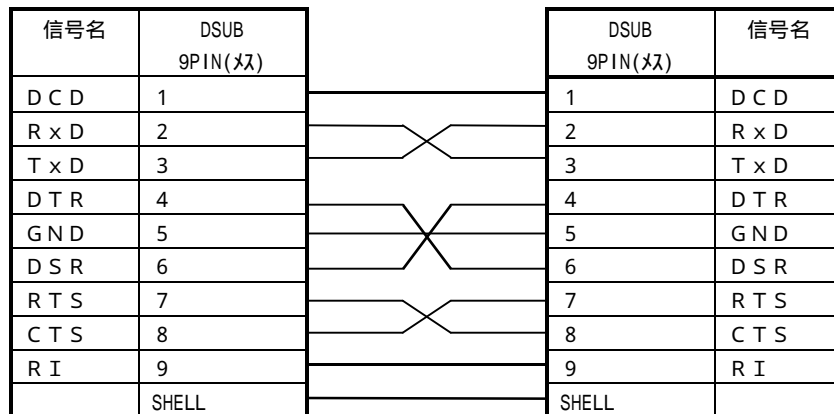 信号名 DSUB 9PIN(ﾒｽ) DSUB 9PIN(ﾒｽ) 信号名
ＤＣＤ 1 1 ＤＣＤ
ＲｘＤ 2 2 ＲｘＤ
ＴｘＤ 3 3 ＴｘＤ
ＤＴＲ 4 4 ＤＴＲ
ＧＮＤ 5 5 ＧＮＤ
ＤＳＲ 6 6 ＤＳＲ
ＲＴＳ 7 7 ＲＴＳ
ＣＴＳ 8 8 ＣＴＳ
ＲＩ 9 9 ＲＩ
SHELL SHELL